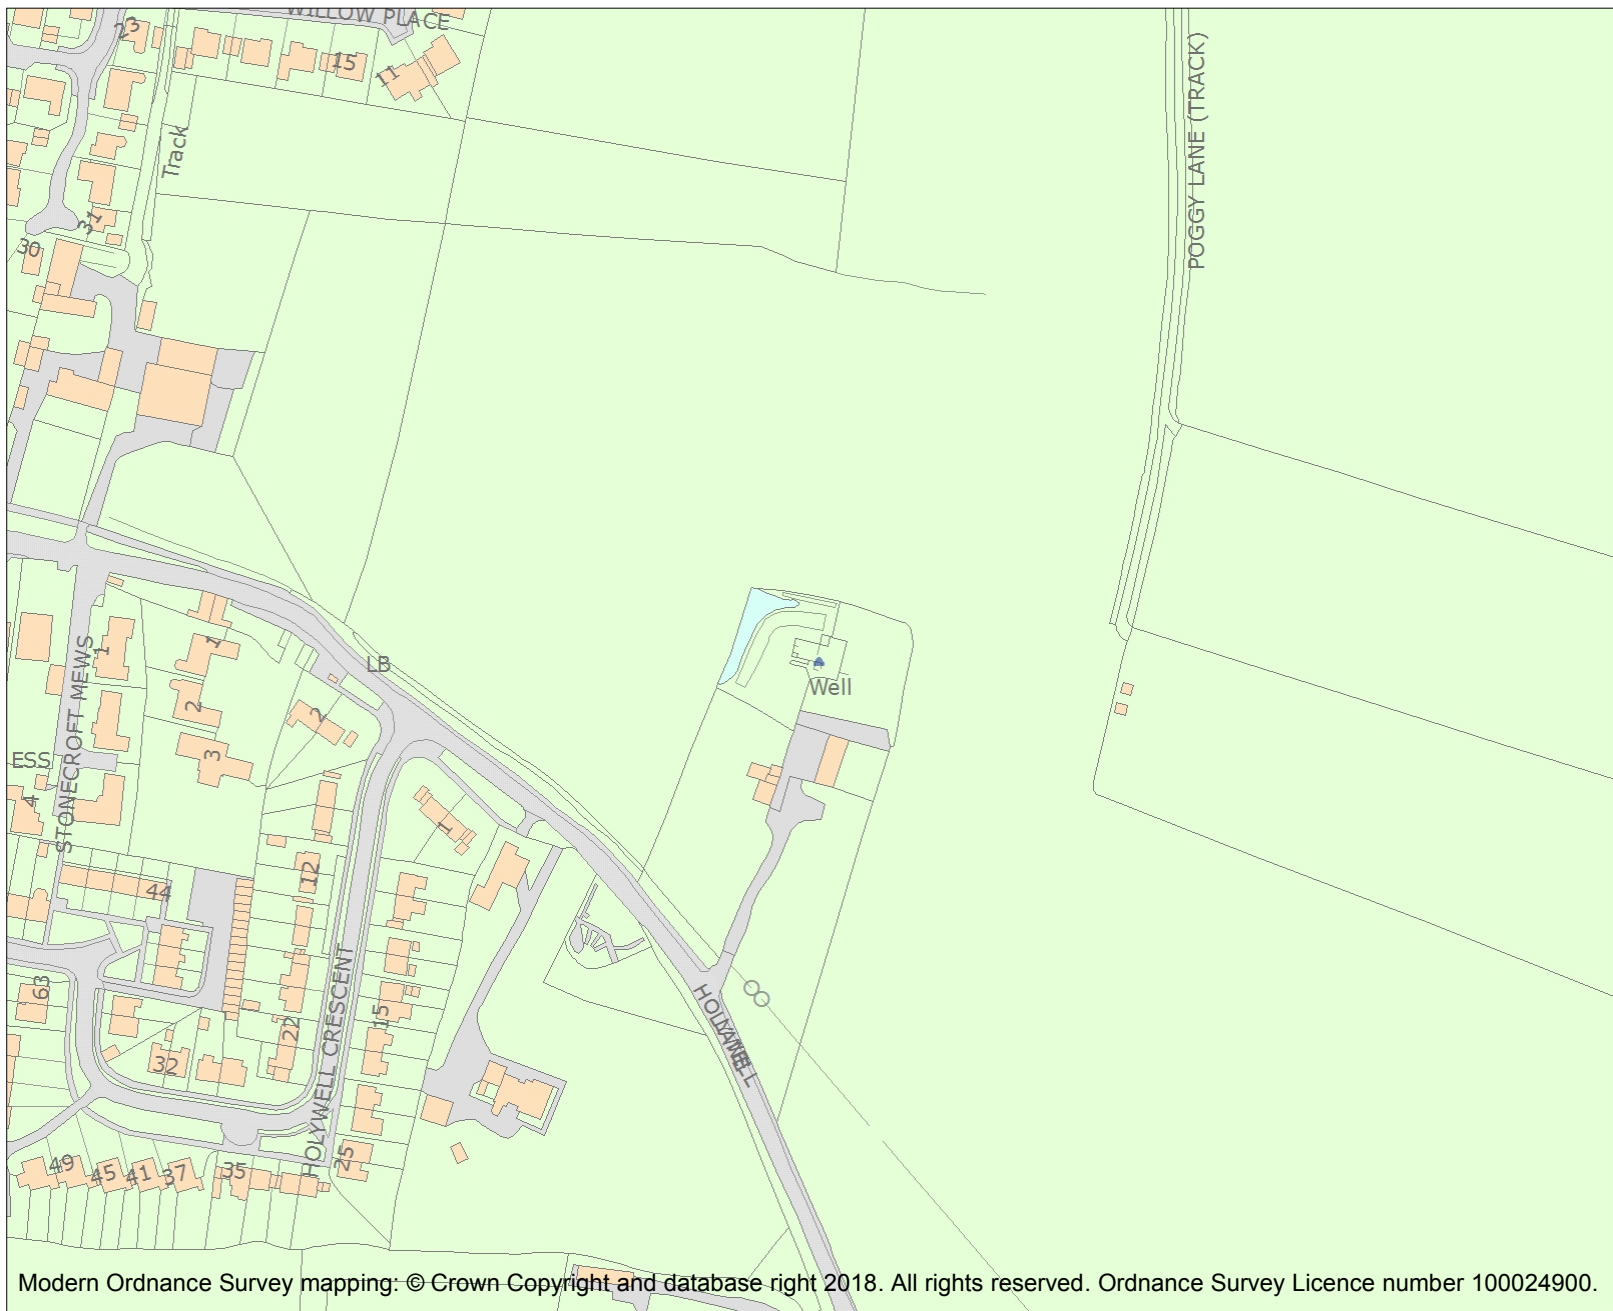 WILLOW PLACE
23
15
11
Track
POGGY LANE (TRACK)
31
30
LB
Well
STONECROFT MEWS
1
1
2
2
3
ESS
4
1
12
44
63
HOLYWELL
LANE
HOLYWELL CRESCENT
15
22
32
25
49
45
41
37
35
Modern Ordnance Survey mapping: © Crown Copyright and database right 2018. All rights reserved. Ordnance Survey Licence number 100024900.